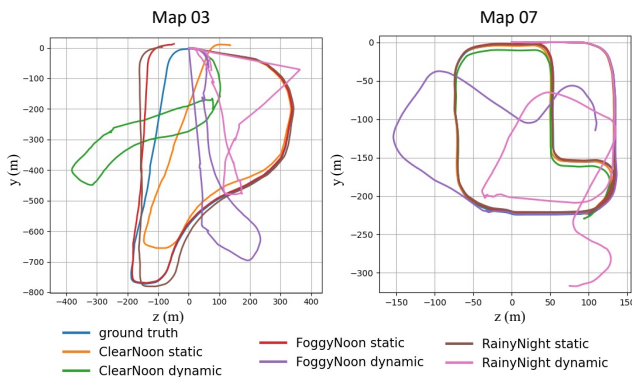 Map 03
Map 07
0
−100
−200
−300
−400
−500
−600
−700
−800
y (m)
−400 −300 −200 −100 0 100 200 300 400
z (m)
0
−50
−100
−150
−200
−250
−300
y (m)
−150 −100 −50 0 50 100 150
z (m)
ground truth
ClearNoon static
ClearNoon dynamic
FoggyNoon static
FoggyNoon dynamic
RainyNight static
RainyNight dynamic